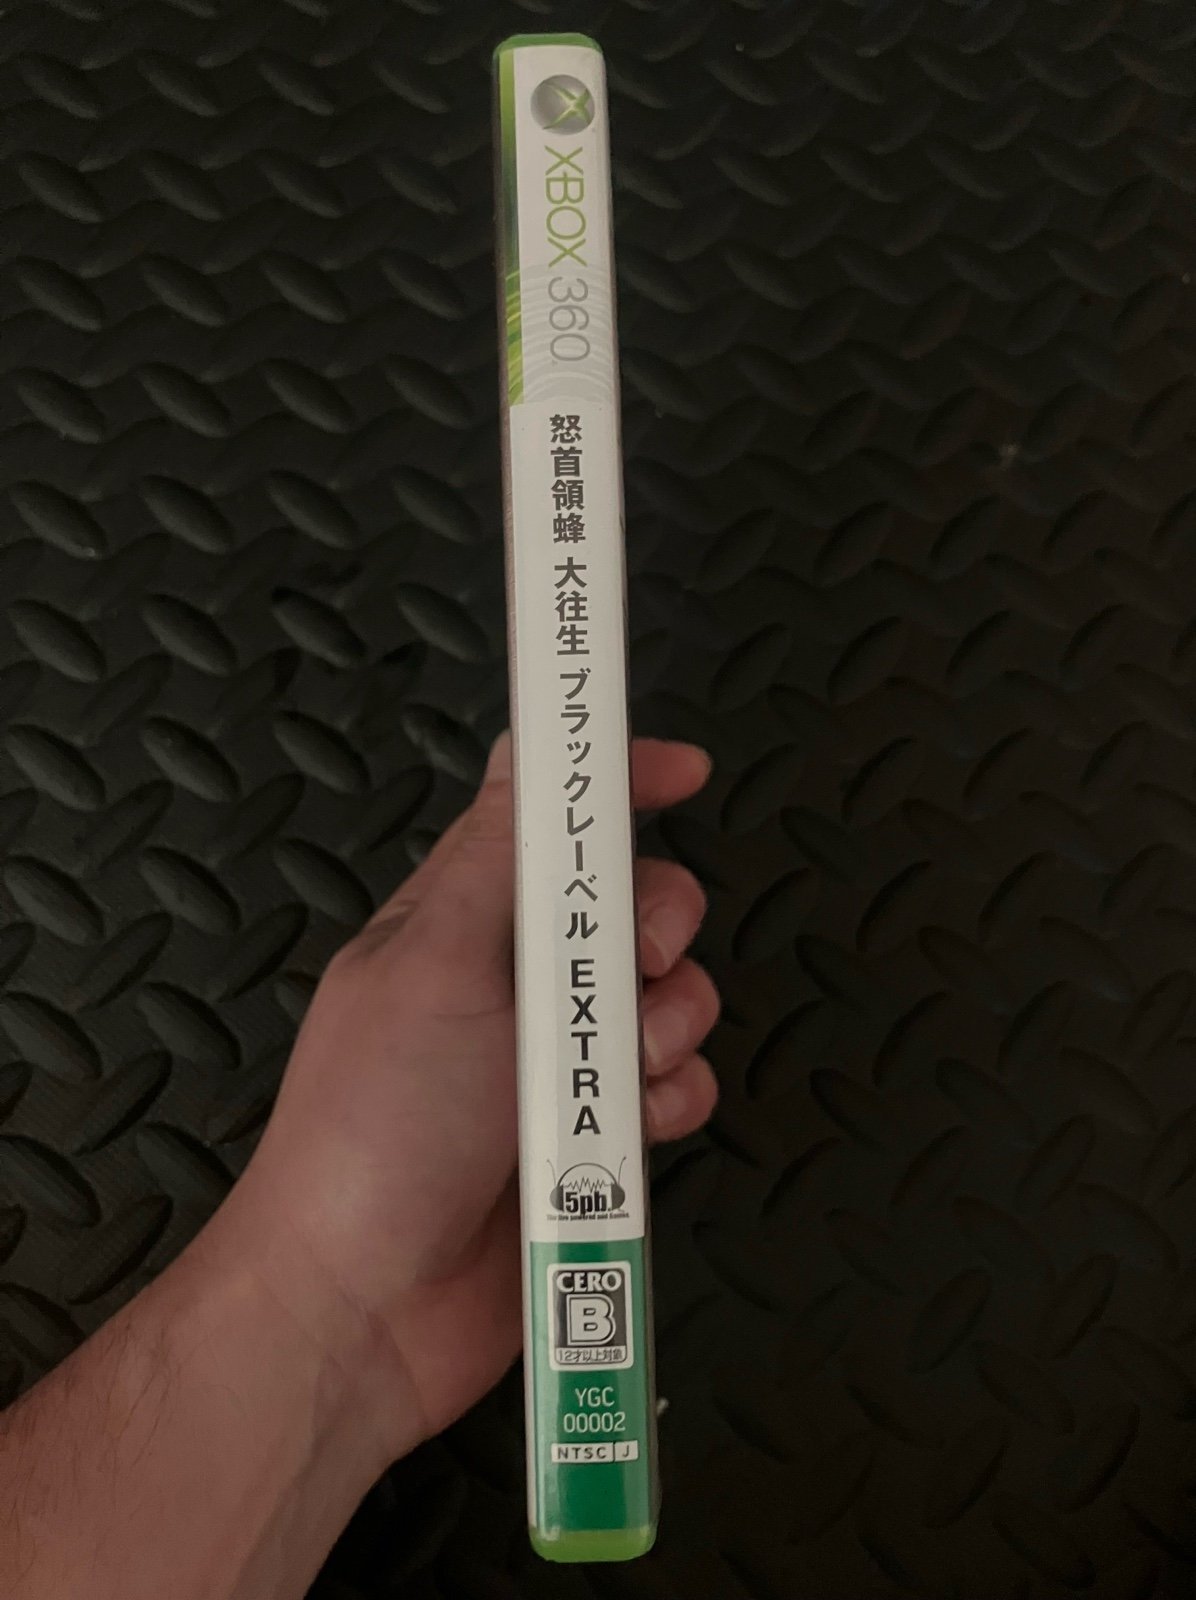 XBOX 360
怒首領蜂 大往生 ブラックレーベル EXTRA
5pb.
CERO
B
12才以上対象
YGC
00002
NTSC J